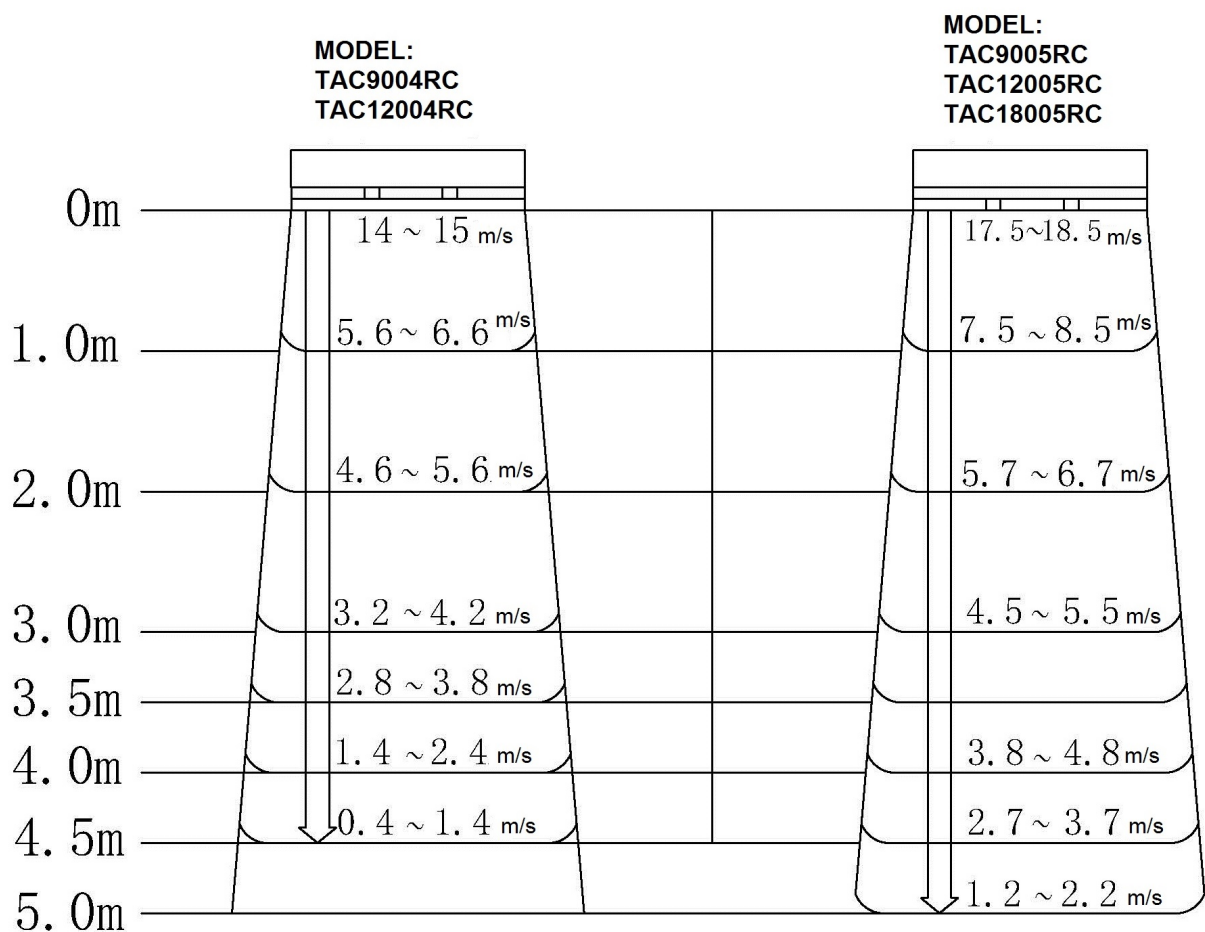 MODEL:
TAC9004RC
TAC12004RC
MODEL:
TAC9005RC
TAC12005RC
TAC18005RC
0m
14 ~ 15 m/s
17.5~18.5 m/s
1.0m
5.6 ~ 6.6 m/s
7.5 ~ 8.5 m/s
2.0m
4.6 ~ 5.6 m/s
5.7 ~ 6.7 m/s
3.0m
3.2 ~ 4.2 m/s
4.5 ~ 5.5 m/s
3.5m
2.8 ~ 3.8 m/s
4.0m
1.4 ~ 2.4 m/s
3.8 ~ 4.8 m/s
4.5m
0.4 ~ 1.4 m/s
2.7 ~ 3.7 m/s
5.0m
1.2 ~ 2.2 m/s